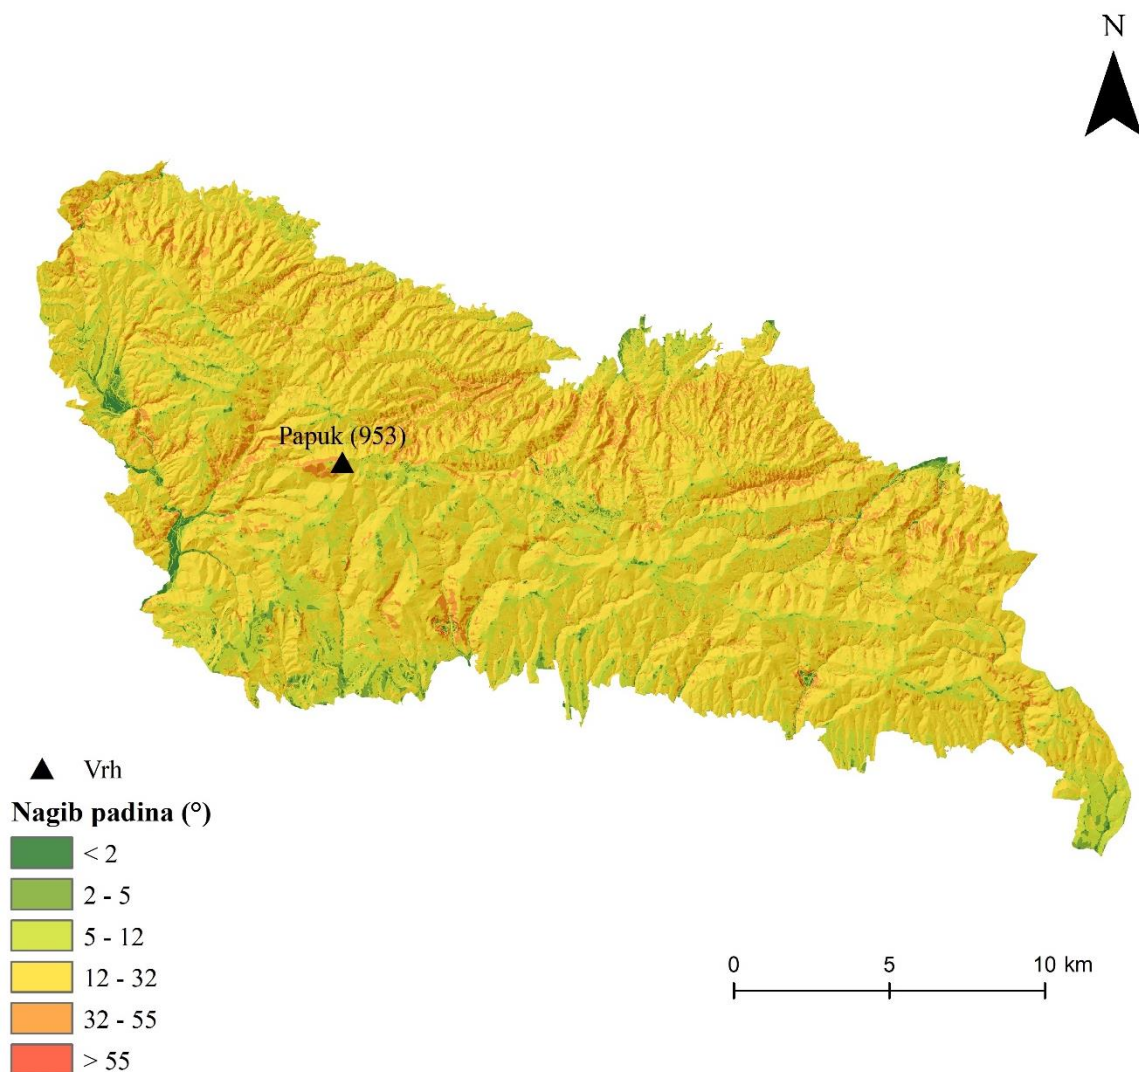 N
Papuk (953)
Vrh
Nagib padina (°)
< 2
2 - 5
5 - 12
12 - 32
32 - 55
> 55
0 5 10 km